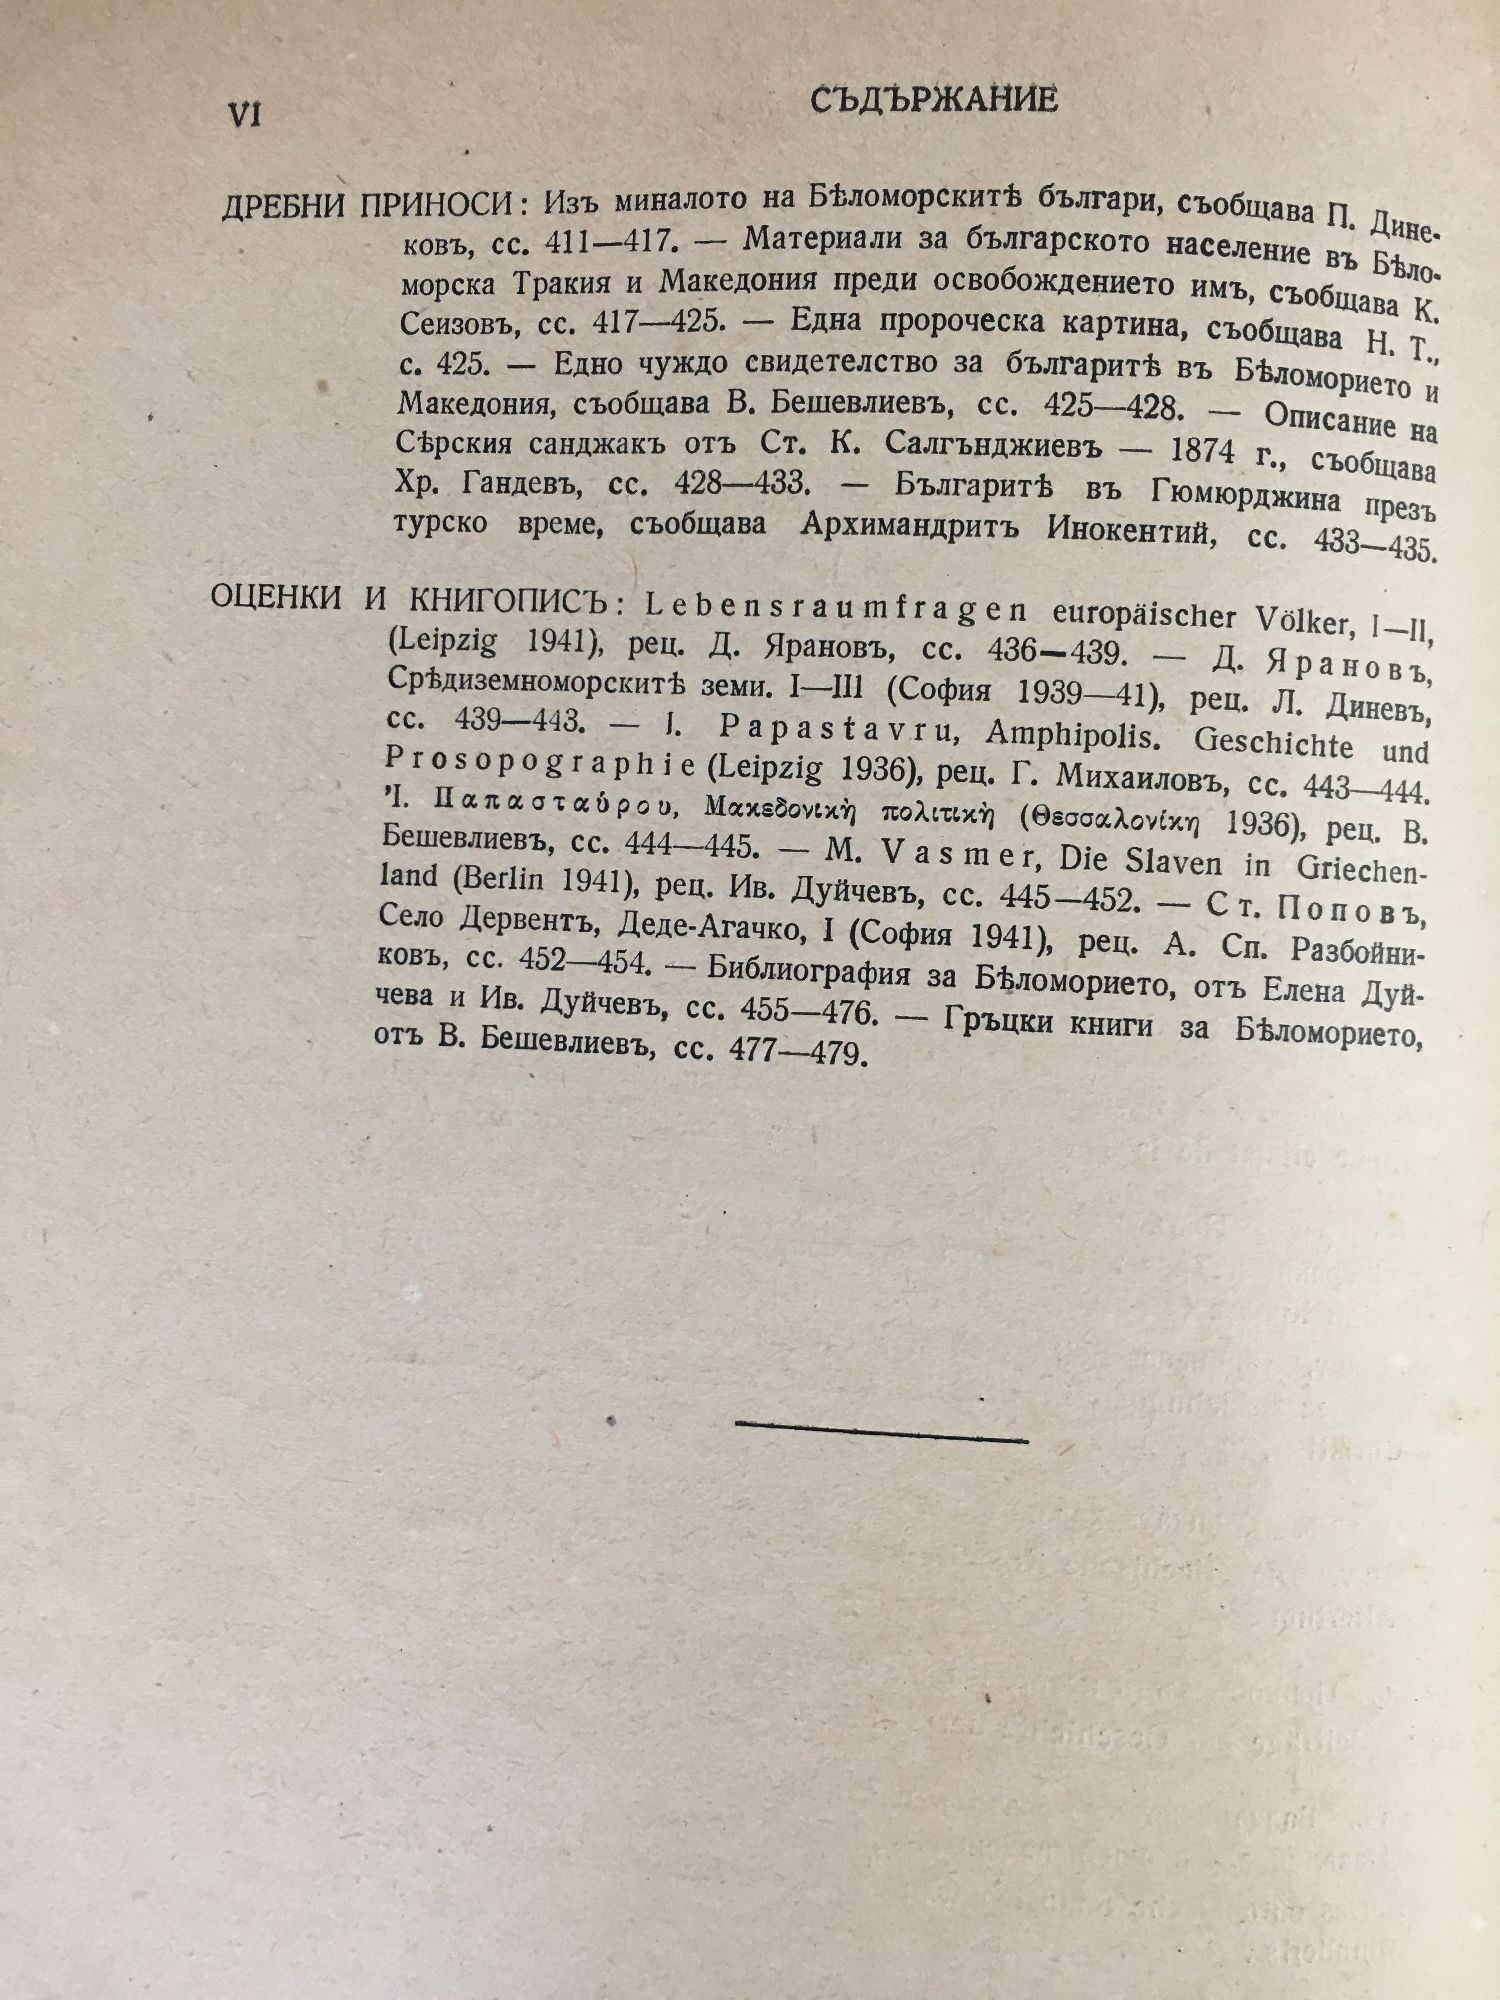 VI
СЪДЪРЖАНИЕ
ДРЕБНИ ПРИНОСИ: Изъ миналото на Бѣломорскитѣ българи, съобщава П. Дине-
ковъ, сс. 411—417. — Материали за българското население въ Бѣло-
морска Тракия и Македония преди освобождението имъ, съобщава К.
Сеизовъ, сс. 417—425. — Една пророческа картина, съобщава Н. Т.,
с. 425. — Едно чуждо свидетелство за българитѣ въ Бѣломорието и
Македония, съобщава В. Бешевлиевъ, сс. 425—428. — Описание на
Сѣрския санджакъ отъ Ст. К. Салгънджиевъ — 1874 г., съобщава
Хр. Гандевъ, сс. 428—433. — Българитѣ въ Гюмюрджина презъ
турско време, съобщава Архимандритъ Инокентий, сс. 433—435.
ОЦЕНКИ И КНИГОПИСЪ: Lebensraumfragen europäischer Völker, I—II,
(Leipzig 1941), рец. Д. Ярановъ, сс. 436—439. — Д. Ярановъ,
Срѣдиземноморскитѣ земи. I—III (София 1939—41), рец. Л. Диневъ,
сс. 439—443. — J. Papastavru, Amphipolis. Geschichte und
Prosopographie (Leipzig 1936), рец. Г. Михаиловъ, сс. 443—444.
Ἰ. Παπασταύρου, Μακεδονικὴ πολιτικὴ (Θεσσαλονίκη 1936), рец. В.
Бешевлиевъ, сс. 444—445. — M. Vasmer, Die Slaven in Griechen-
land (Berlin 1941), рец. Ив. Дуйчевъ, сс. 445—452. — Ст. Поповъ,
Село Дервентъ, Деде-Агачко, I (София 1941), рец. А. Сп. Разбойни-
ковъ, сс. 452—454. — Библиография за Бѣломорието, отъ Елена Дуй-
чева и Ив. Дуйчевъ, сс. 455—476. — Гръцки книги за Бѣломорието,
отъ В. Бешевлиевъ, сс. 477—479.